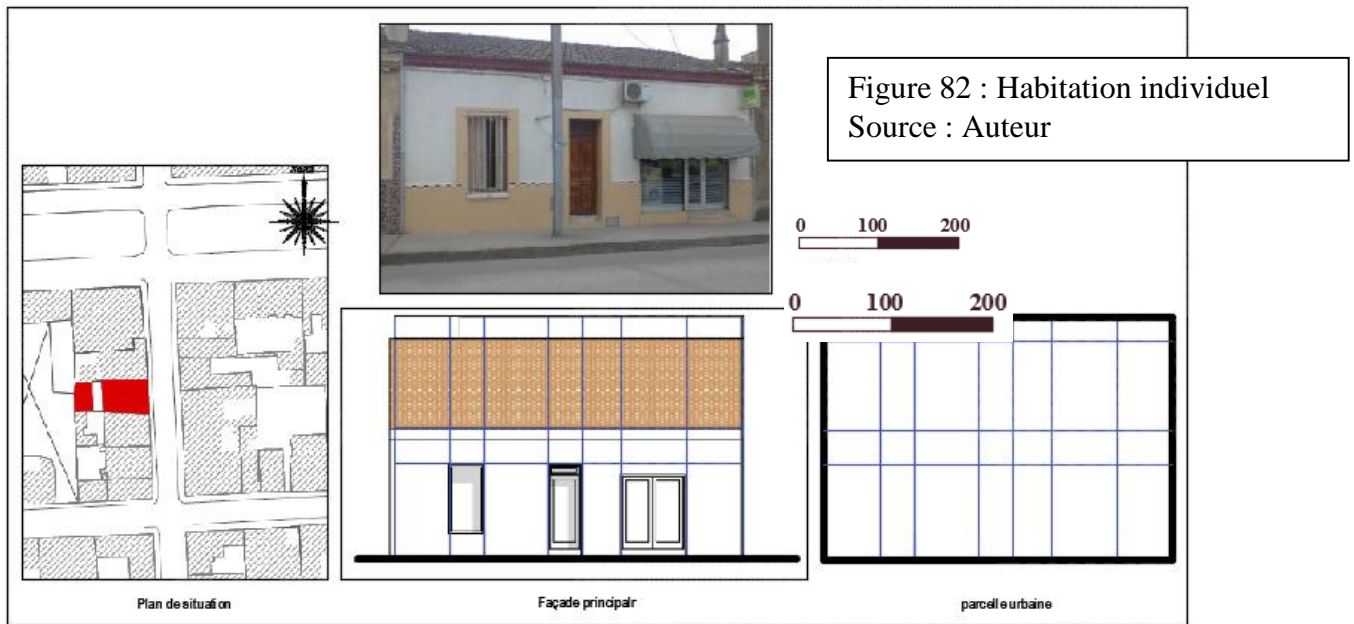 Figure 82 : Habitation individuel
Source : Auteur
0 100 200
0 100 200
Plan de situation
Façade principalr
parcelle urbaine